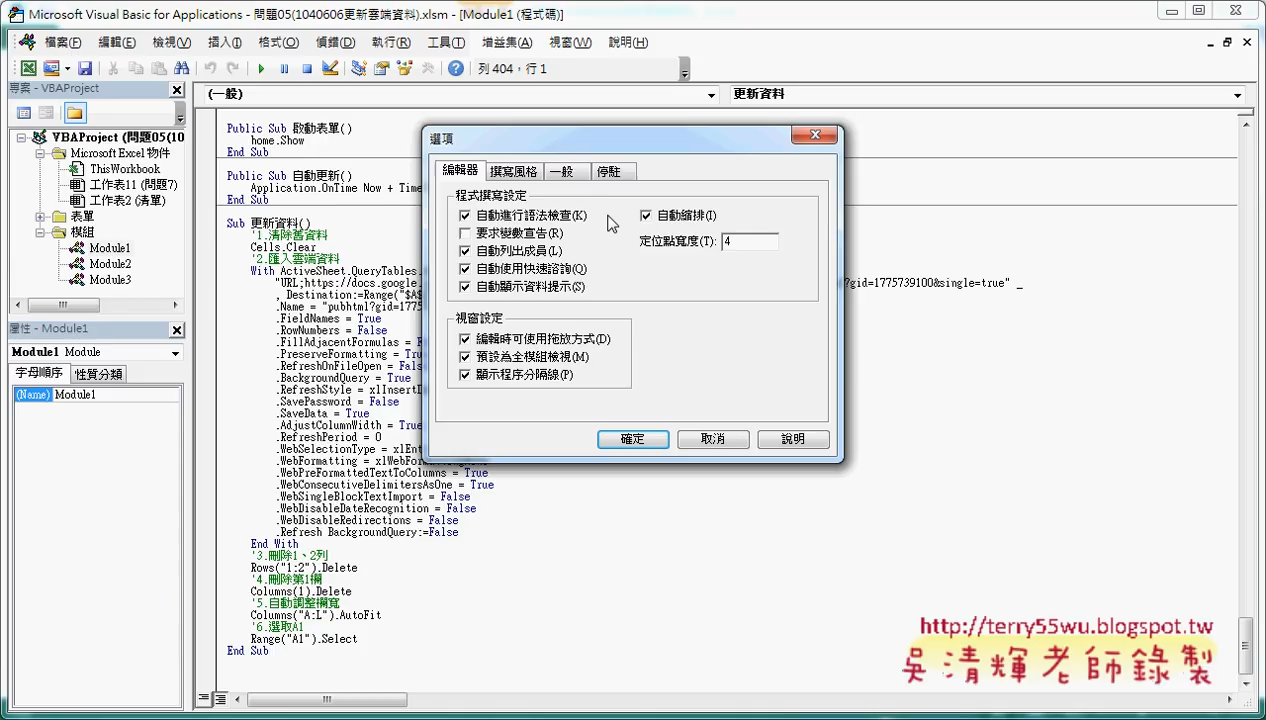 Microsoft Visual Basic for Applications - 問題05(1040606更新雲端資料).xlsm - [Module1 (程式碼)]
檔案(F) 編輯(E) 檢視(V) 插入(I) 格式(O) 偵錯(D) 執行(R) 工具(T) 增益集(A) 視窗(W) 說明(H)
列 404，行 1
專案 - VBAProject
(一般)
更新資料
VBAProject (問題05(10
Microsoft Excel 物件
ThisWorkbook
工作表11 (問題7)
工作表2 (清單)
表單
模組
Module1
Module2
Module3
屬性 - Module1
Module1 Module
字母順序 性質分類
(Name) Module1
Public Sub 啟動表單()
home.Show
End Sub
Public Sub 自動更新()
Application.OnTime Now + Time
End Sub
Sub 更新資料()
'1.清除舊資料
Cells.Clear
'2.匯入雲端資料
With ActiveSheet.QueryTables.
"URL;https://docs.google. ?gid=1775739100&single=true" _
, Destination:=Range("$A$
.Name = "pubhtml?gid=1775
.FieldNames = True
.RowNumbers = False
.FillAdjacentFormulas = F
.PreserveFormatting = Tru
.RefreshOnFileOpen = Fals
.BackgroundQuery = True
.RefreshStyle = xlInsertD
.SavePassword = False
.SaveData = True
.AdjustColumnWidth = True
.RefreshPeriod = 0
.WebSelectionType = xlEnt
.WebFormatting = xlWebForma
.WebPreFormattedTextToColumns = True
.WebConsecutiveDelimitersAsOne = True
.WebSingleBlockTextImport = False
.WebDisableDateRecognition = False
.WebDisableRedirections = False
.Refresh BackgroundQuery:=False
End With
'3.刪除1、2列
Rows("1:2").Delete
'4.刪除第1欄
Columns(1).Delete
'5.自動調整欄寬
Columns("A:L").AutoFit
'6.選取A1
Range("A1").Select
End Sub
選項
編輯器 撰寫風格 一般 停駐
程式撰寫設定
自動進行語法檢查(K)
要求變數宣告(R)
自動列出成員(L)
自動使用快速諮詢(Q)
自動顯示資料提示(S)
自動縮排(I)
定位點寬度(T): 4
視窗設定
編輯時可使用拖放方式(D)
預設為全模組檢視(M)
顯示程序分隔線(P)
確定 取消 說明
http://terry55wu.blogspot.tw
吳清輝老師錄製